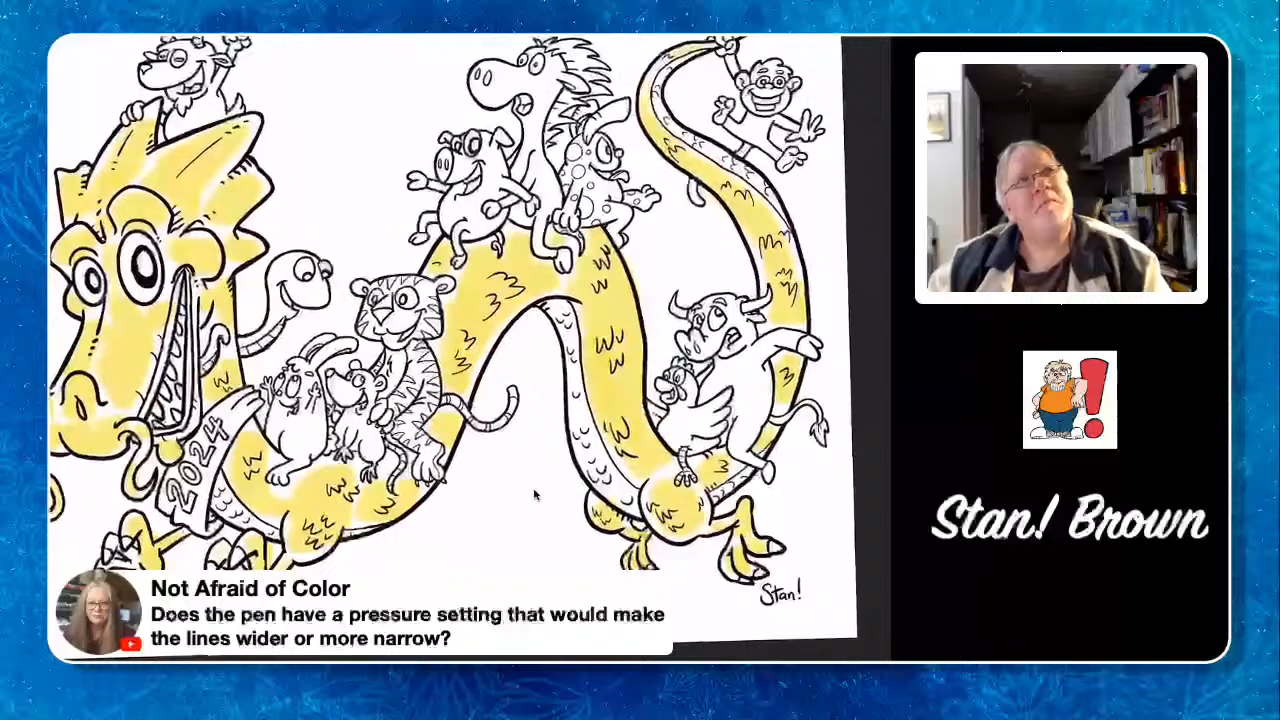 2024
Stan!
Stan! Brown
Not Afraid of Color
Does the pen have a pressure setting that would make
the lines wider or more narrow?